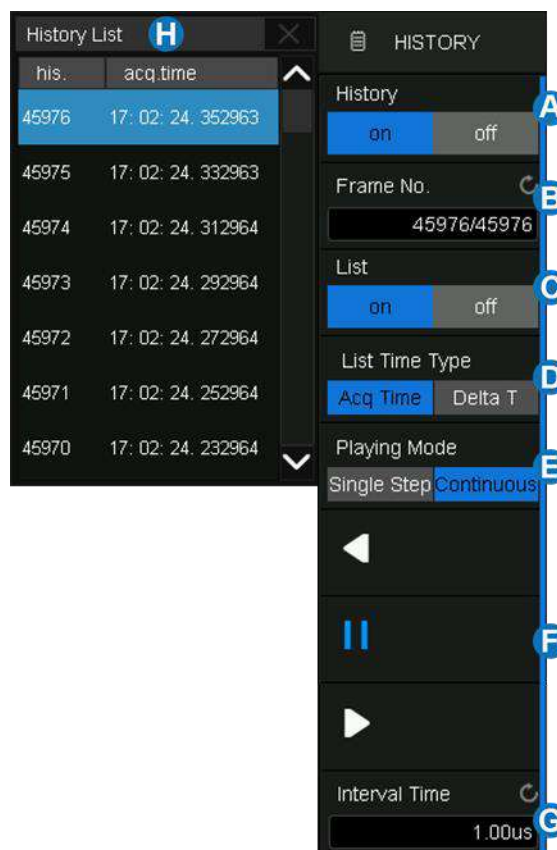 History List H
his. acq.time
45976 17: 02: 24. 352963
45975 17: 02: 24. 332963
45974 17: 02: 24. 312964
45973 17: 02: 24. 292964
45972 17: 02: 24. 272964
45971 17: 02: 24. 252964
45970 17: 02: 24. 232964
HISTORY
History A
on off
Frame No. B
45976/45976
List C
on off
List Time Type D
Acq Time Delta T
Playing Mode E
Single Step Continuous
F
Interval Time G
1.00us